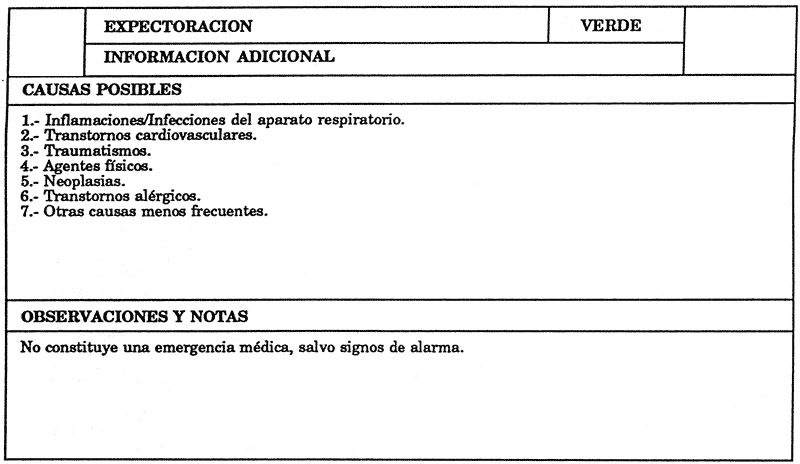 EXPECTORACION VERDE
INFORMACION ADICIONAL
CAUSAS POSIBLES
1.- Inflamaciones/Infecciones del aparato respiratorio.
2.- Transtornos cardiovasculares.
3.- Traumatismos.
4.- Agentes físicos.
5.- Neoplasias.
6.- Transtornos alérgicos.
7.- Otras causas menos frecuentes.
OBSERVACIONES Y NOTAS
No constituye una emergencia médica, salvo signos de alarma.